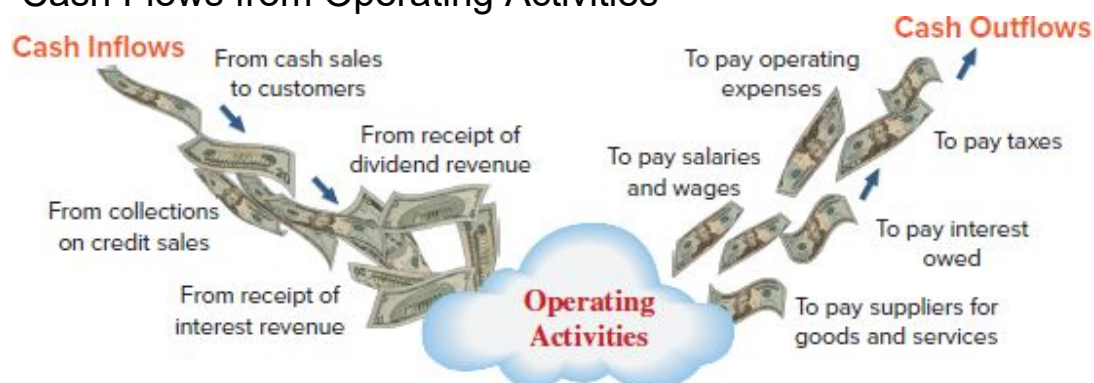 Cash Flows from Operating Activities
Cash Inflows
From cash sales
to customers
From receipt of
dividend revenue
From collections
on credit sales
From receipt of
interest revenue
Operating
Activities
Cash Outflows
To pay operating
expenses
To pay taxes
To pay salaries
and wages
To pay interest
owed
To pay suppliers for
goods and services